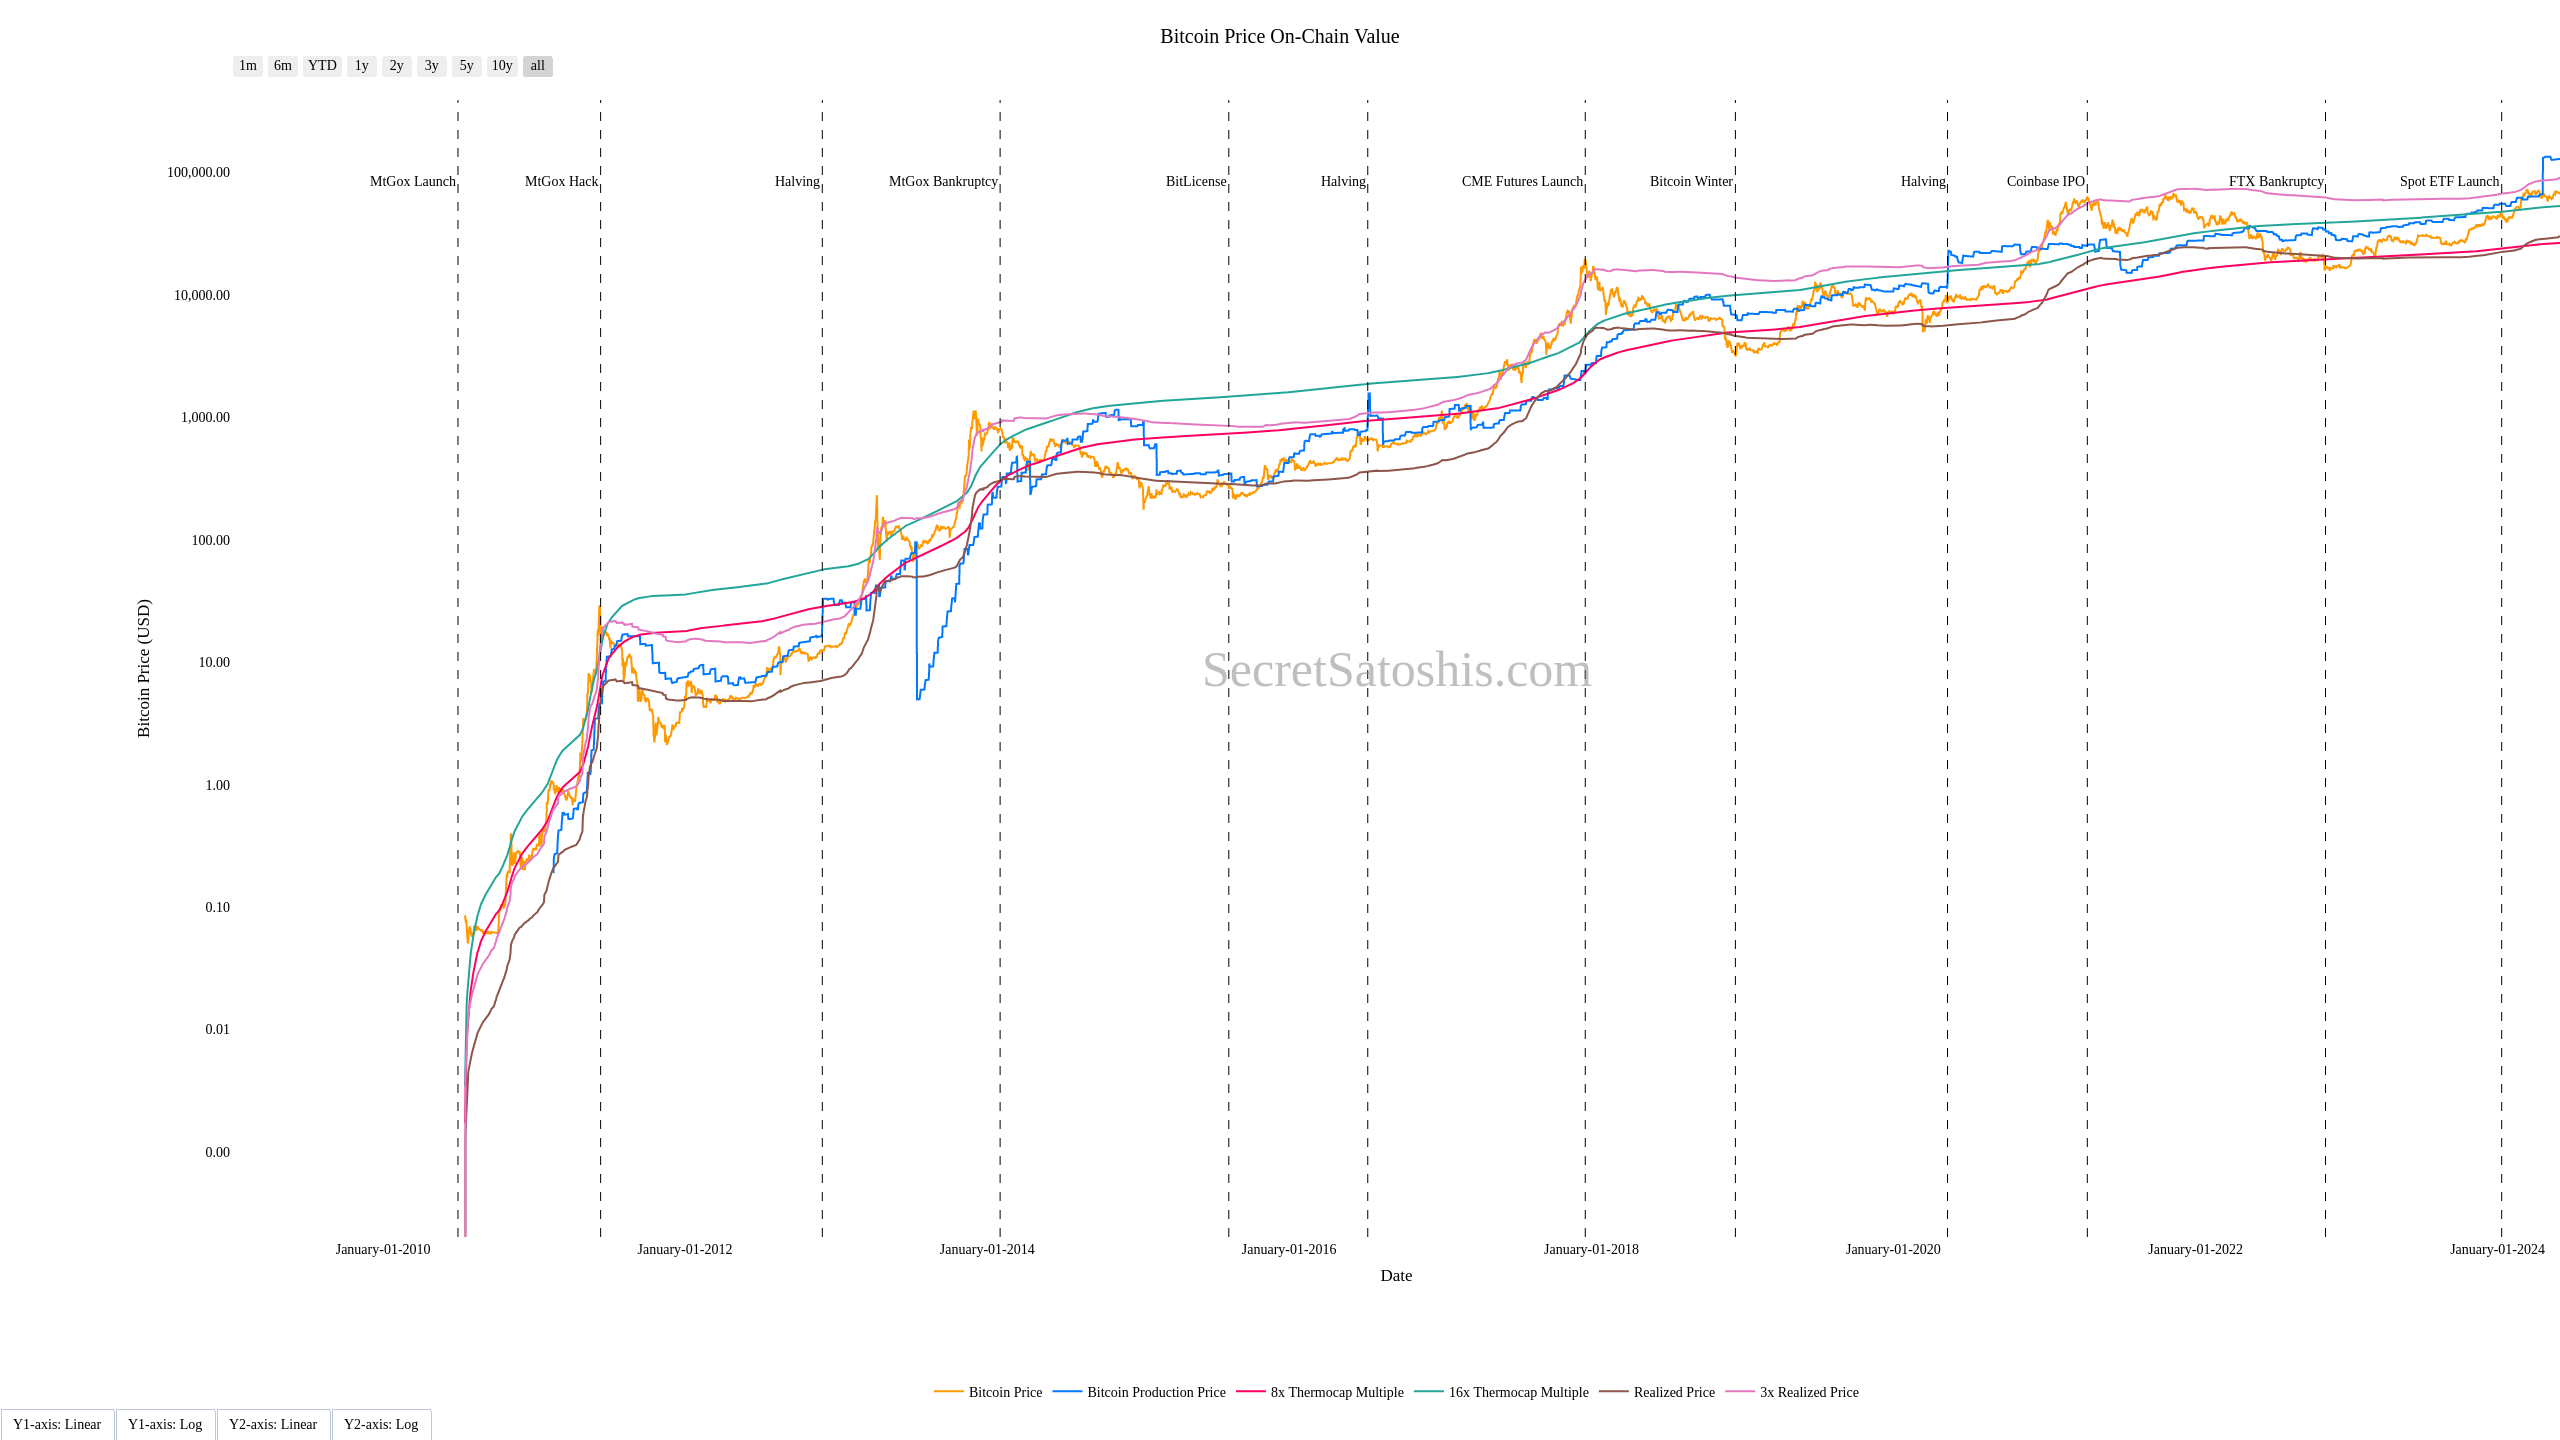 Bitcoin Price On-Chain Value
1m 6m YTD 1y 2y 3y 5y 10y all
100,000.00
MtGox Launch MtGox Hack Halving MtGox Bankruptcy BitLicense Halving CME Futures Launch Bitcoin Winter Halving Coinbase IPO FTX Bankruptcy Spot ETF Launch
10,000.00
1,000.00
100.00
10.00
1.00
0.10
0.01
0.00
Bitcoin Price (USD)
SecretSatoshis.com
January-01-2010 January-01-2012 January-01-2014 January-01-2016 January-01-2018 January-01-2020 January-01-2022 January-01-2024
Date
Bitcoin Price Bitcoin Production Price 8x Thermocap Multiple 16x Thermocap Multiple Realized Price 3x Realized Price
Y1-axis: Linear Y1-axis: Log Y2-axis: Linear Y2-axis: Log